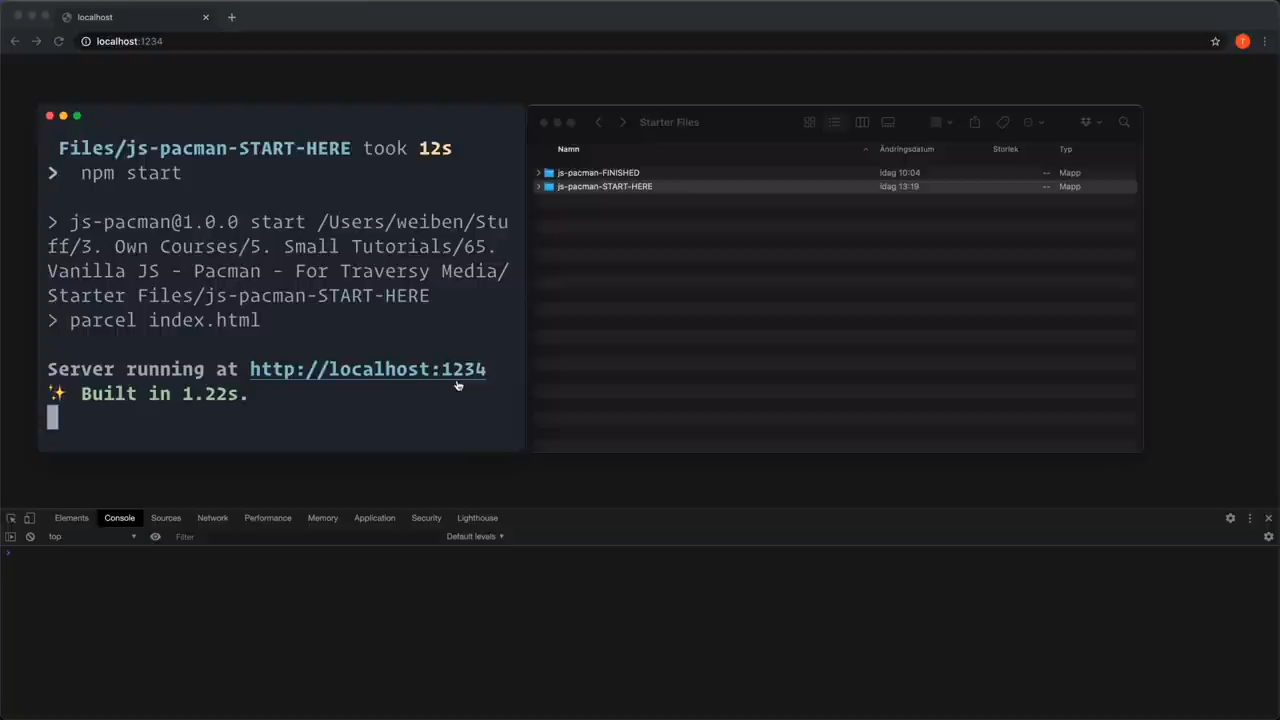 localhost
localhost:1234
Files/js-pacman-START-HERE took 12s
> npm start
> js-pacman@1.0.0 start /Users/weiben/Stu
ff/3. Own Courses/5. Small Tutorials/65.
Vanilla JS - Pacman - For Traversy Media/
Starter Files/js-pacman-START-HERE
> parcel index.html
Server running at http://localhost:1234
✨ Built in 1.22s.
Starter Files
Namn Ändringsdatum Storlek Typ
js-pacman-FINISHED Idag 10:04 -- Mapp
js-pacman-START-HERE Idag 13:19 -- Mapp
Elements Console Sources Network Performance Memory Application Security Lighthouse
top Filter Default levels
T